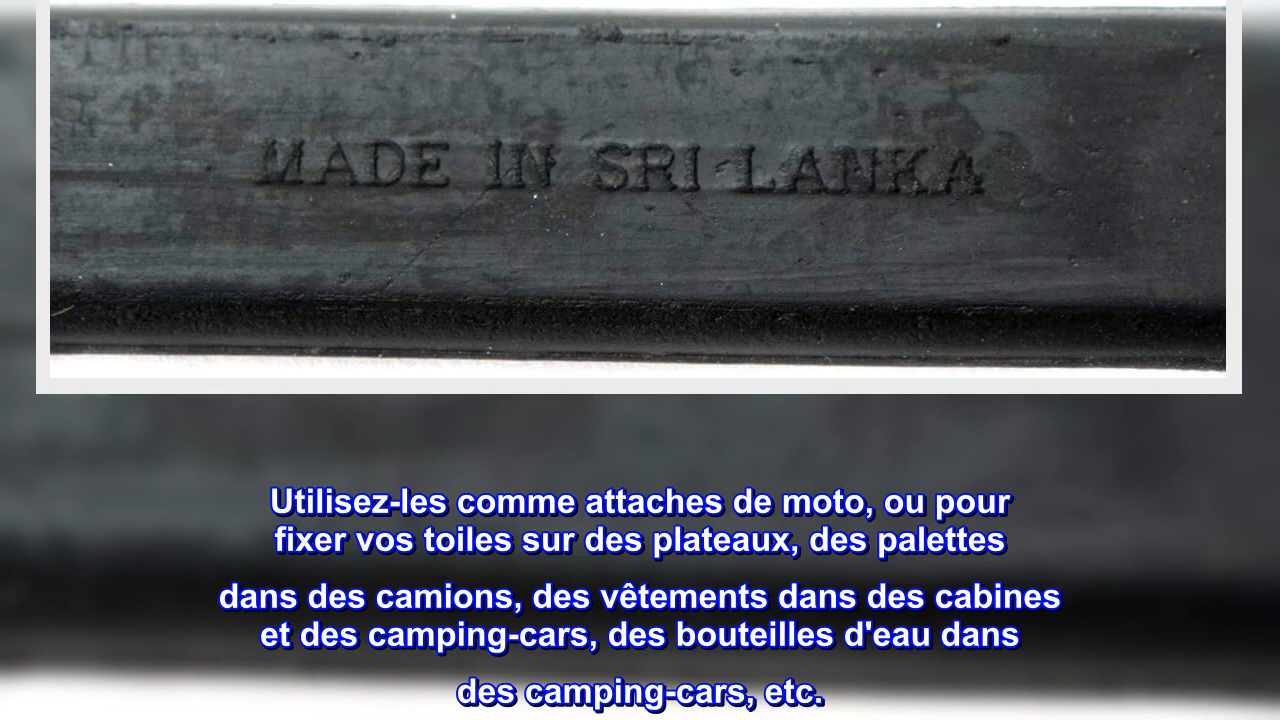 MADE IN SRI LANKA
Utilisez-les comme attaches de moto, ou pour
fixer vos toiles sur des plateaux, des palettes
dans des camions, des vêtements dans des cabines
et des camping-cars, des bouteilles d'eau dans
des camping-cars, etc.